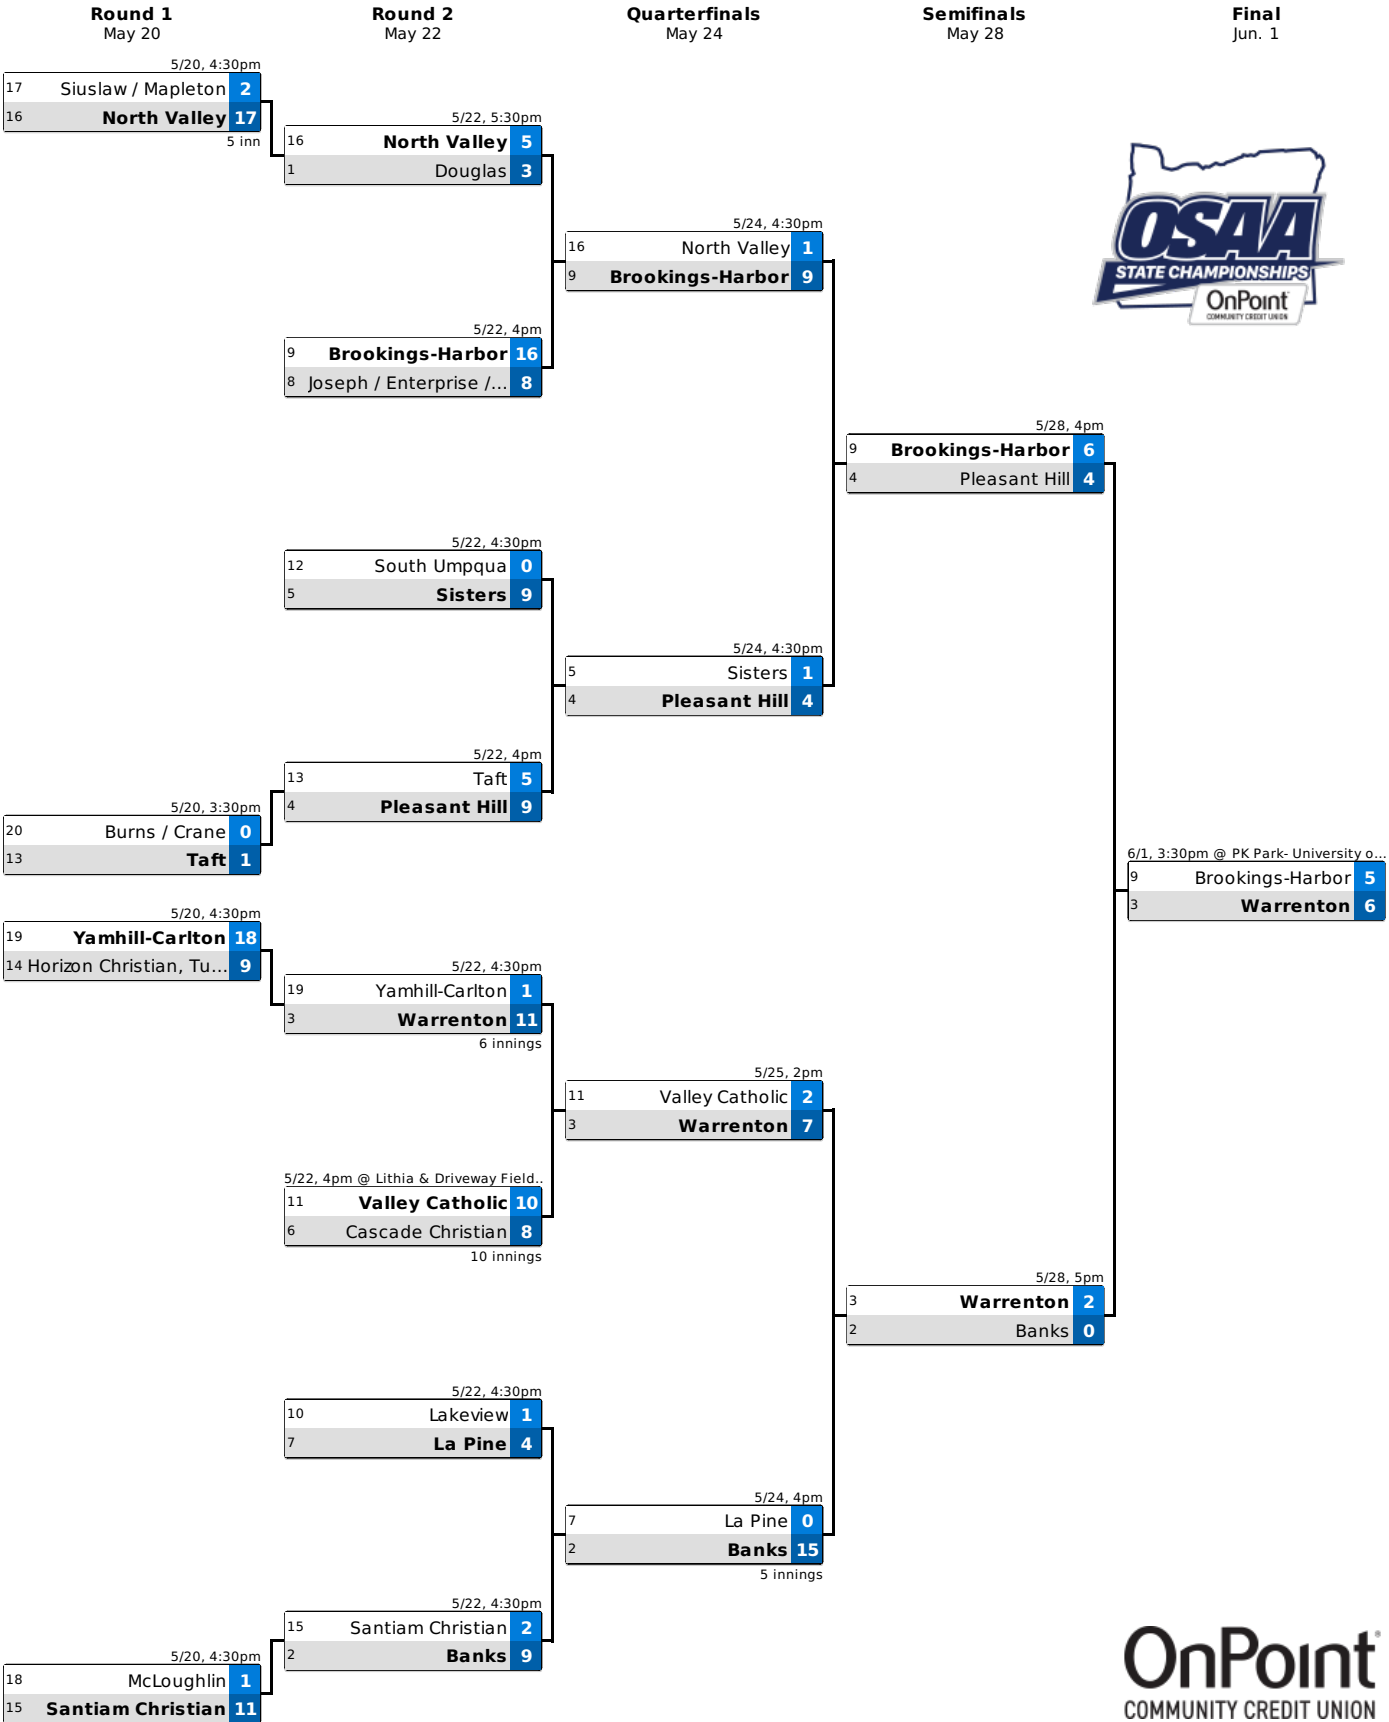 Round 1
May 20
Round 2
May 22
Quarterfinals
May 24
Semifinals
May 28
Final
Jun. 1
5/20, 4:30pm
17 Siuslaw / Mapleton 2
16 North Valley 17
5 inn
5/22, 5:30pm
16 North Valley 5
1 Douglas 3
5/24, 4:30pm
16 North Valley 1
9 Brookings-Harbor 9
OSAA
STATE CHAMPIONSHIPS
OnPoint
COMMUNITY CREDIT UNION
5/22, 4pm
9 Brookings-Harbor 16
8 Joseph / Enterprise /... 8
5/28, 4pm
9 Brookings-Harbor 6
4 Pleasant Hill 4
5/22, 4:30pm
12 South Umpqua 0
5 Sisters 9
5/24, 4:30pm
5 Sisters 1
4 Pleasant Hill 4
5/22, 4pm
13 Taft 5
4 Pleasant Hill 9
5/20, 3:30pm
20 Burns / Crane 0
13 Taft 1
6/1, 3:30pm @ PK Park- University o...
9 Brookings-Harbor 5
3 Warrenton 6
5/20, 4:30pm
19 Yamhill-Carlton 18
14 Horizon Christian, Tu... 9
5/22, 4:30pm
19 Yamhill-Carlton 1
3 Warrenton 11
6 innings
5/25, 2pm
11 Valley Catholic 2
3 Warrenton 7
5/22, 4pm @ Lithia & Driveway Field..
11 Valley Catholic 10
6 Cascade Christian 8
10 innings
5/28, 5pm
3 Warrenton 2
2 Banks 0
5/22, 4:30pm
10 Lakeview 1
7 La Pine 4
5/24, 4pm
7 La Pine 0
2 Banks 15
5 innings
5/22, 4:30pm
15 Santiam Christian 2
2 Banks 9
5/20, 4:30pm
18 McLoughlin 1
15 Santiam Christian 11
OnPoint®
COMMUNITY CREDIT UNION